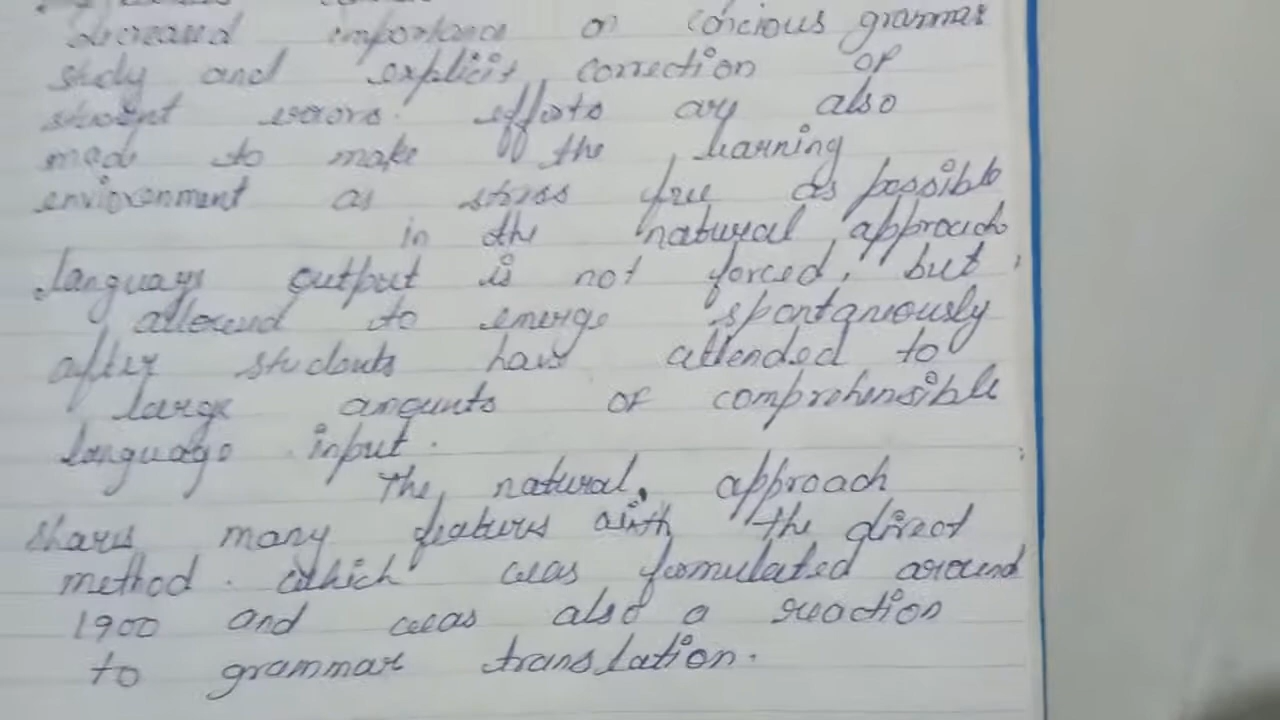 decreased importance on concious grammar
study and explicit correction of
student errors. efforts are also
made to make the learning
environment as stress free as possible
in the natural approach
language output is not forced, but
allowed to emerge spontaniously
after students have attended to
large amounts of comprehensible
language input.
The natural approach
shares many features with the direct
method. which was formulated around
1900 and was also a reaction
to grammar translation.